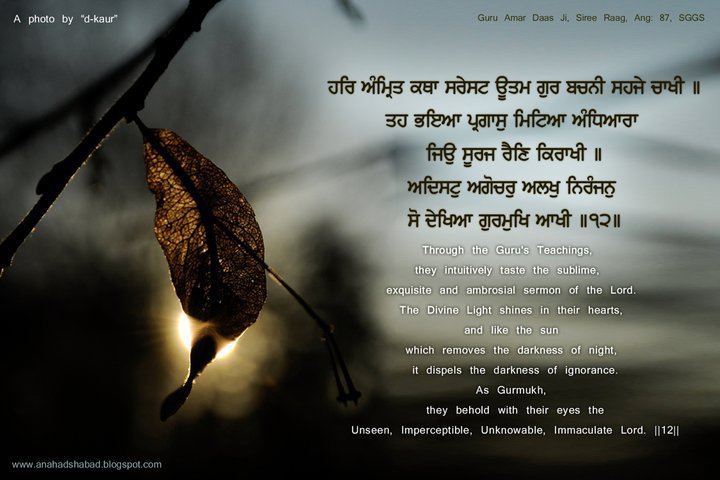 A photo by "d-kaur"
Guru Amar Daas Ji, Siree Raag, Ang: 87, SGGS
ਹਰਿ ਅੰਮ੍ਰਿਤ ਕਥਾ ਸਰੇਸਟ ਊਤਮ ਗੁਰ ਬਚਨੀ ਸਹਜੇ ਚਾਖੀ ॥
ਤਹ ਭਇਆ ਪ੍ਰਗਾਸੁ ਮਿਟਿਆ ਅੰਧਿਆਰਾ
ਜਿਉ ਸੂਰਜ ਰੈਣਿ ਕਿਰਾਖੀ ॥
ਅਦਿਸਟੁ ਅਗੋਚਰੁ ਅਲਖੁ ਨਿਰੰਜਨੁ
ਸੋ ਦੇਖਿਆ ਗੁਰਮੁਖਿ ਆਖੀ ॥੧੨॥
Through the Guru's Teachings,
they intuitively taste the sublime,
exquisite and ambrosial sermon of the Lord.
The Divine Light shines in their hearts,
and like the sun
which removes the darkness of night,
it dispels the darkness of ignorance.
As Gurmukh,
they behold with their eyes the
Unseen, Imperceptible, Unknowable, Immaculate Lord. ||12||
www.anahadshabad.blogspot.com